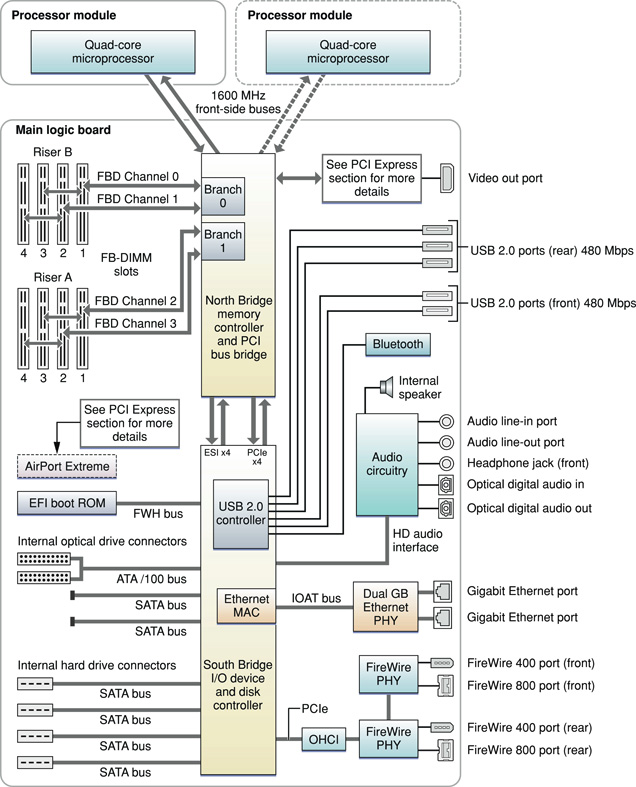 Processor module
Quad-core
microprocessor
Processor module
Quad-core
microprocessor
1600 MHz
front-side buses
Main logic board
Riser B
FBD Channel 0
FBD Channel 1
4 3 2 1
Branch
0
Branch
1
FB-DIMM
slots
Riser A
FBD Channel 2
FBD Channel 3
4 3 2 1
North Bridge
memory
controller
and PCI
bus bridge
See PCI Express
section for more
details
Video out port
USB 2.0 ports (rear) 480 Mbps
USB 2.0 ports (front) 480 Mbps
Bluetooth
Internal
speaker
Audio
circuitry
Audio line-in port
Audio line-out port
Headphone jack (front)
Optical digital audio in
Optical digital audio out
HD audio
interface
See PCI Express
section for more
details
AirPort Extreme
ESI x4
PCIe
x4
EFI boot ROM
FWH bus
USB 2.0
controller
Internal optical drive connectors
ATA /100 bus
SATA bus
SATA bus
Ethernet
MAC
IOAT bus
Dual GB
Ethernet
PHY
Gigabit Ethernet port
Gigabit Ethernet port
Internal hard drive connectors
SATA bus
SATA bus
SATA bus
SATA bus
South Bridge
I/O device
and disk
controller
PCIe
OHCI
FireWire
PHY
FireWire
PHY
FireWire 400 port (front)
FireWire 800 port (front)
FireWire 400 port (rear)
FireWire 800 port (rear)